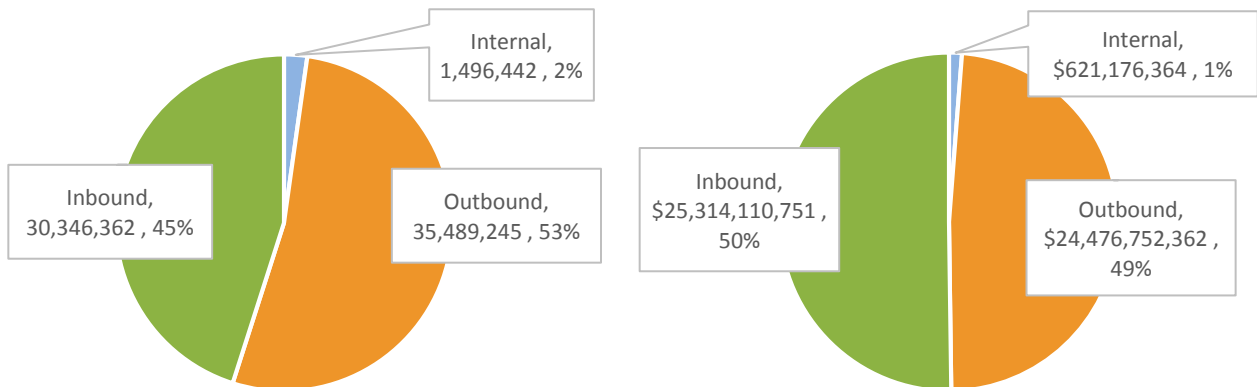 Internal,
1,496,442 , 2%
Inbound,
30,346,362 , 45%
Outbound,
35,489,245 , 53%
Internal,
$621,176,364 , 1%
Inbound,
$25,314,110,751 ,
50%
Outbound,
$24,476,752,362 ,
49%